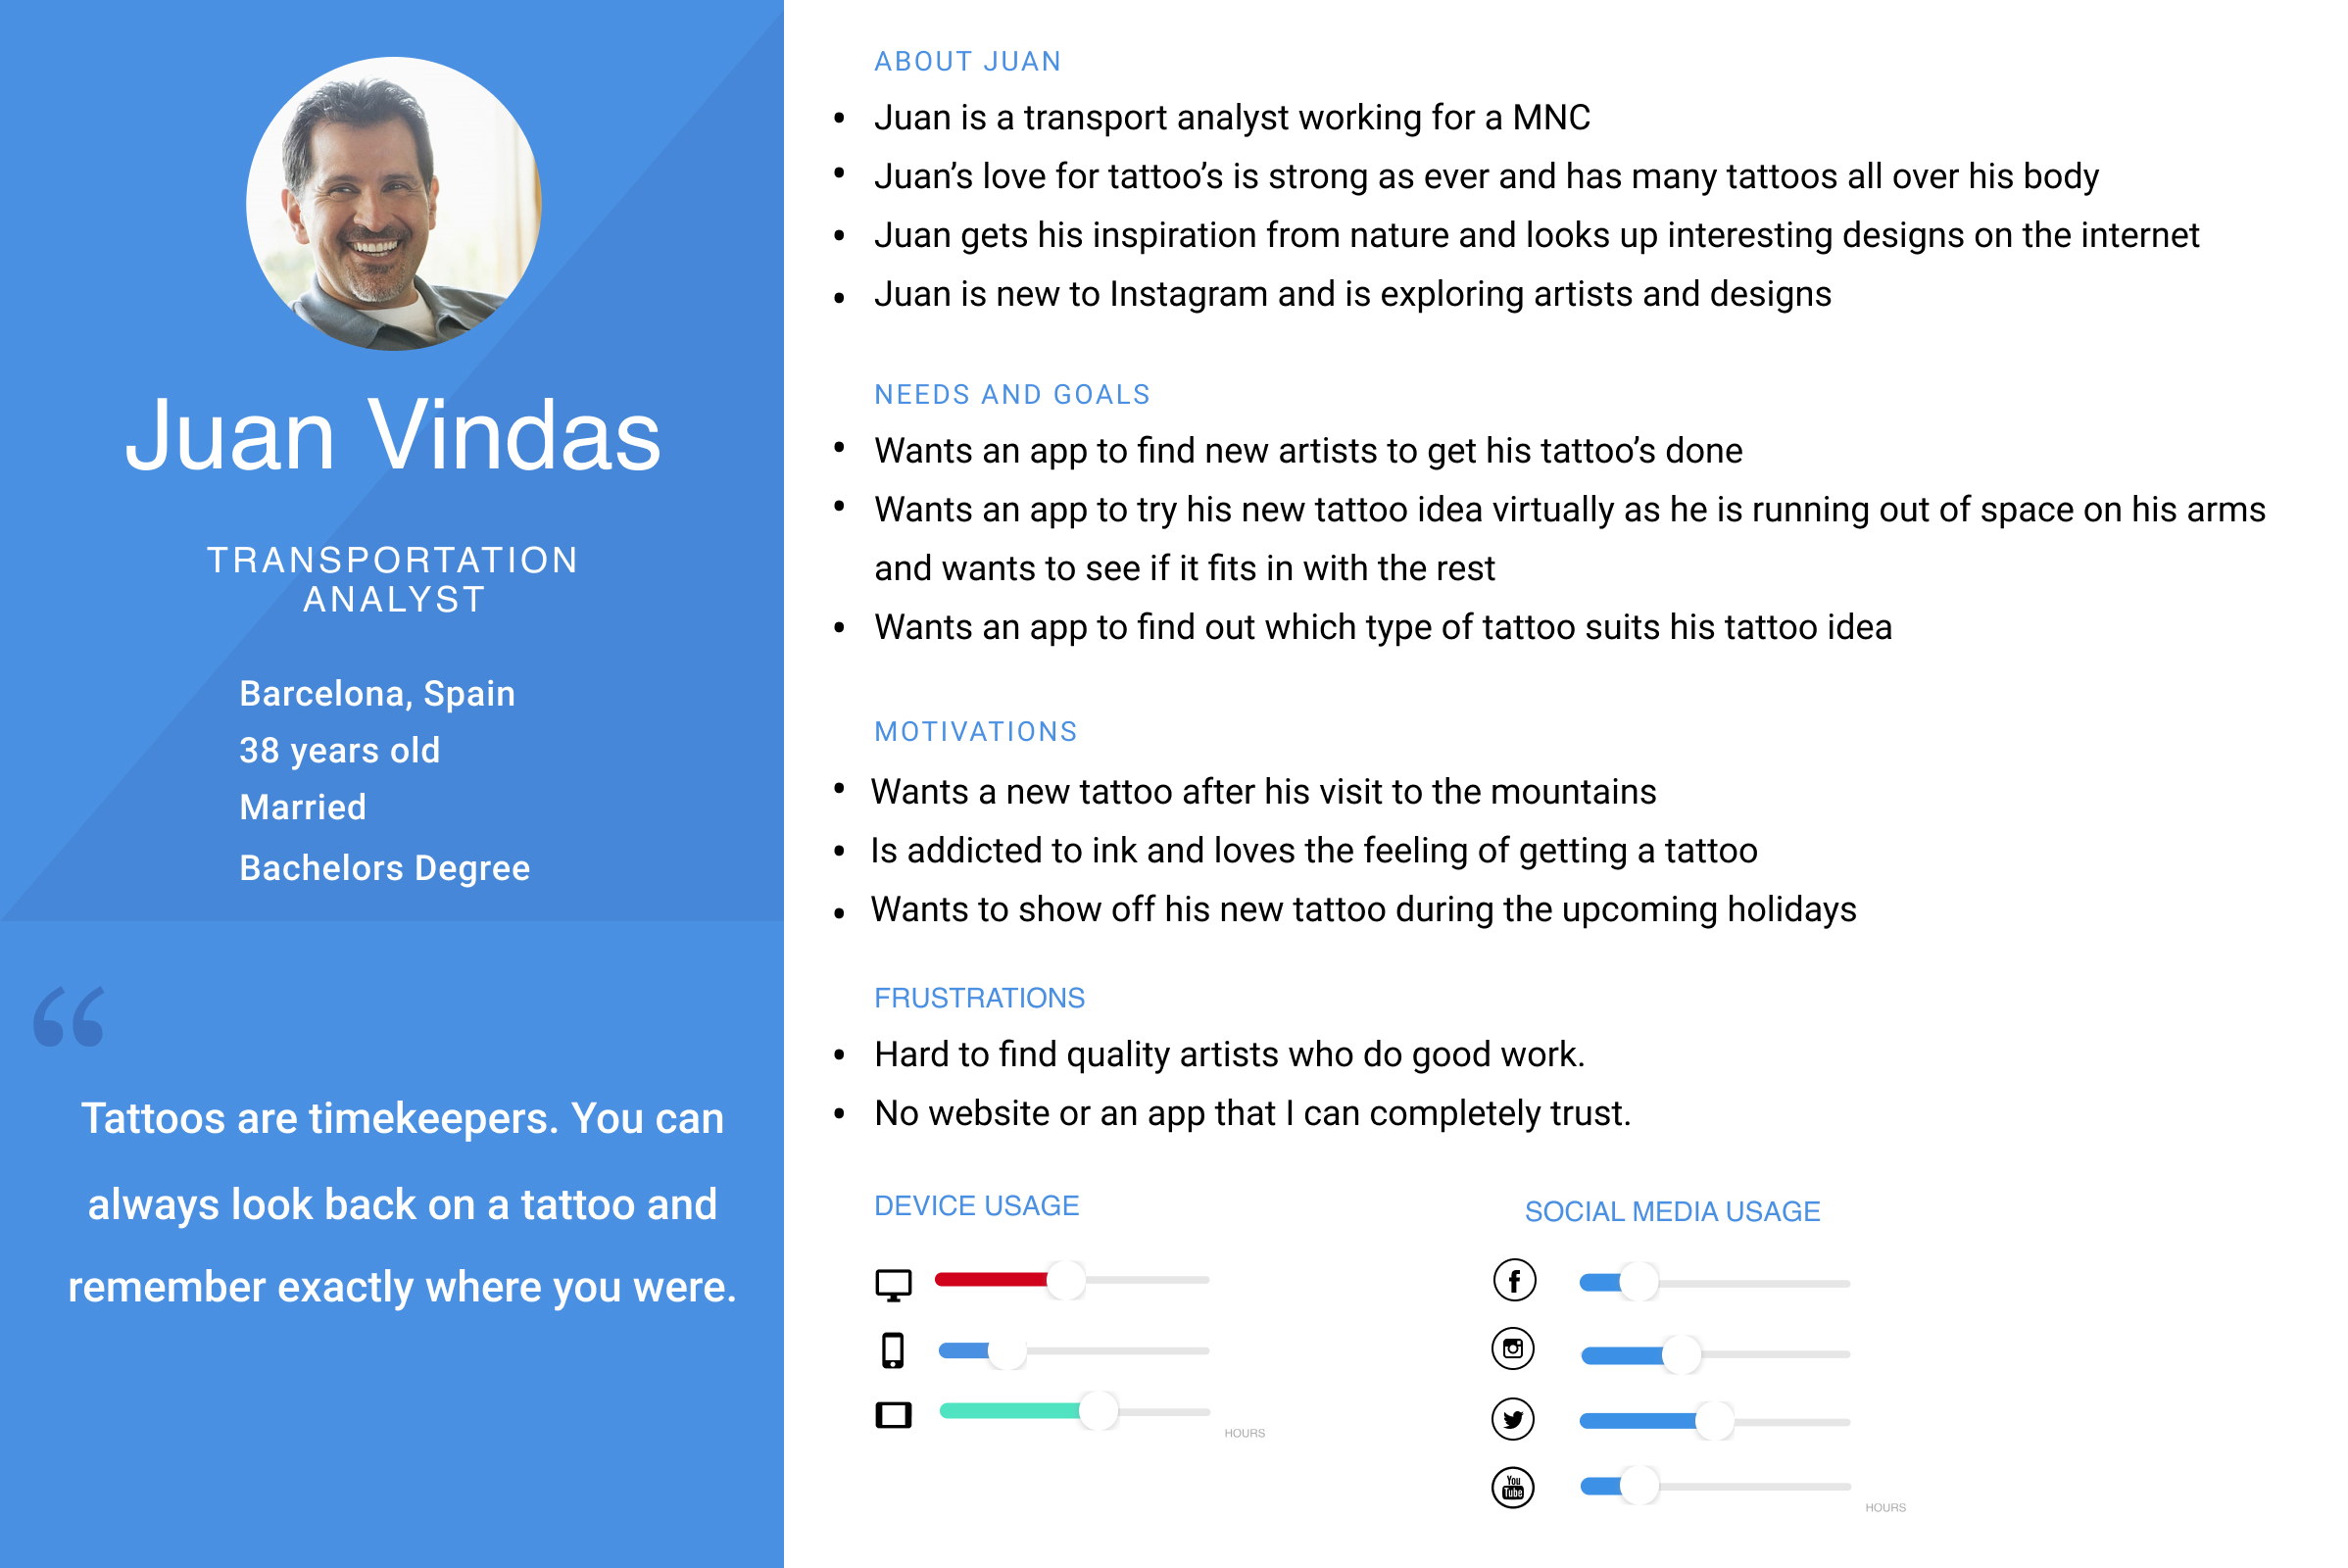 Juan Vindas
TRANSPORTATION
ANALYST
Barcelona, Spain
38 years old
Married
Bachelors Degree
“
Tattoos are timekeepers. You can
always look back on a tattoo and
remember exactly where you were.
ABOUT JUAN
• Juan is a transport analyst working for a MNC
• Juan’s love for tattoo’s is strong as ever and has many tattoos all over his body
• Juan gets his inspiration from nature and looks up interesting designs on the internet
• Juan is new to Instagram and is exploring artists and designs
NEEDS AND GOALS
• Wants an app to find new artists to get his tattoo’s done
• Wants an app to try his new tattoo idea virtually as he is running out of space on his arms
and wants to see if it fits in with the rest
• Wants an app to find out which type of tattoo suits his tattoo idea
MOTIVATIONS
• Wants a new tattoo after his visit to the mountains
• Is addicted to ink and loves the feeling of getting a tattoo
• Wants to show off his new tattoo during the upcoming holidays
FRUSTRATIONS
• Hard to find quality artists who do good work.
• No website or an app that I can completely trust.
DEVICE USAGE
HOURS
SOCIAL MEDIA USAGE
f
You
Tube
HOURS